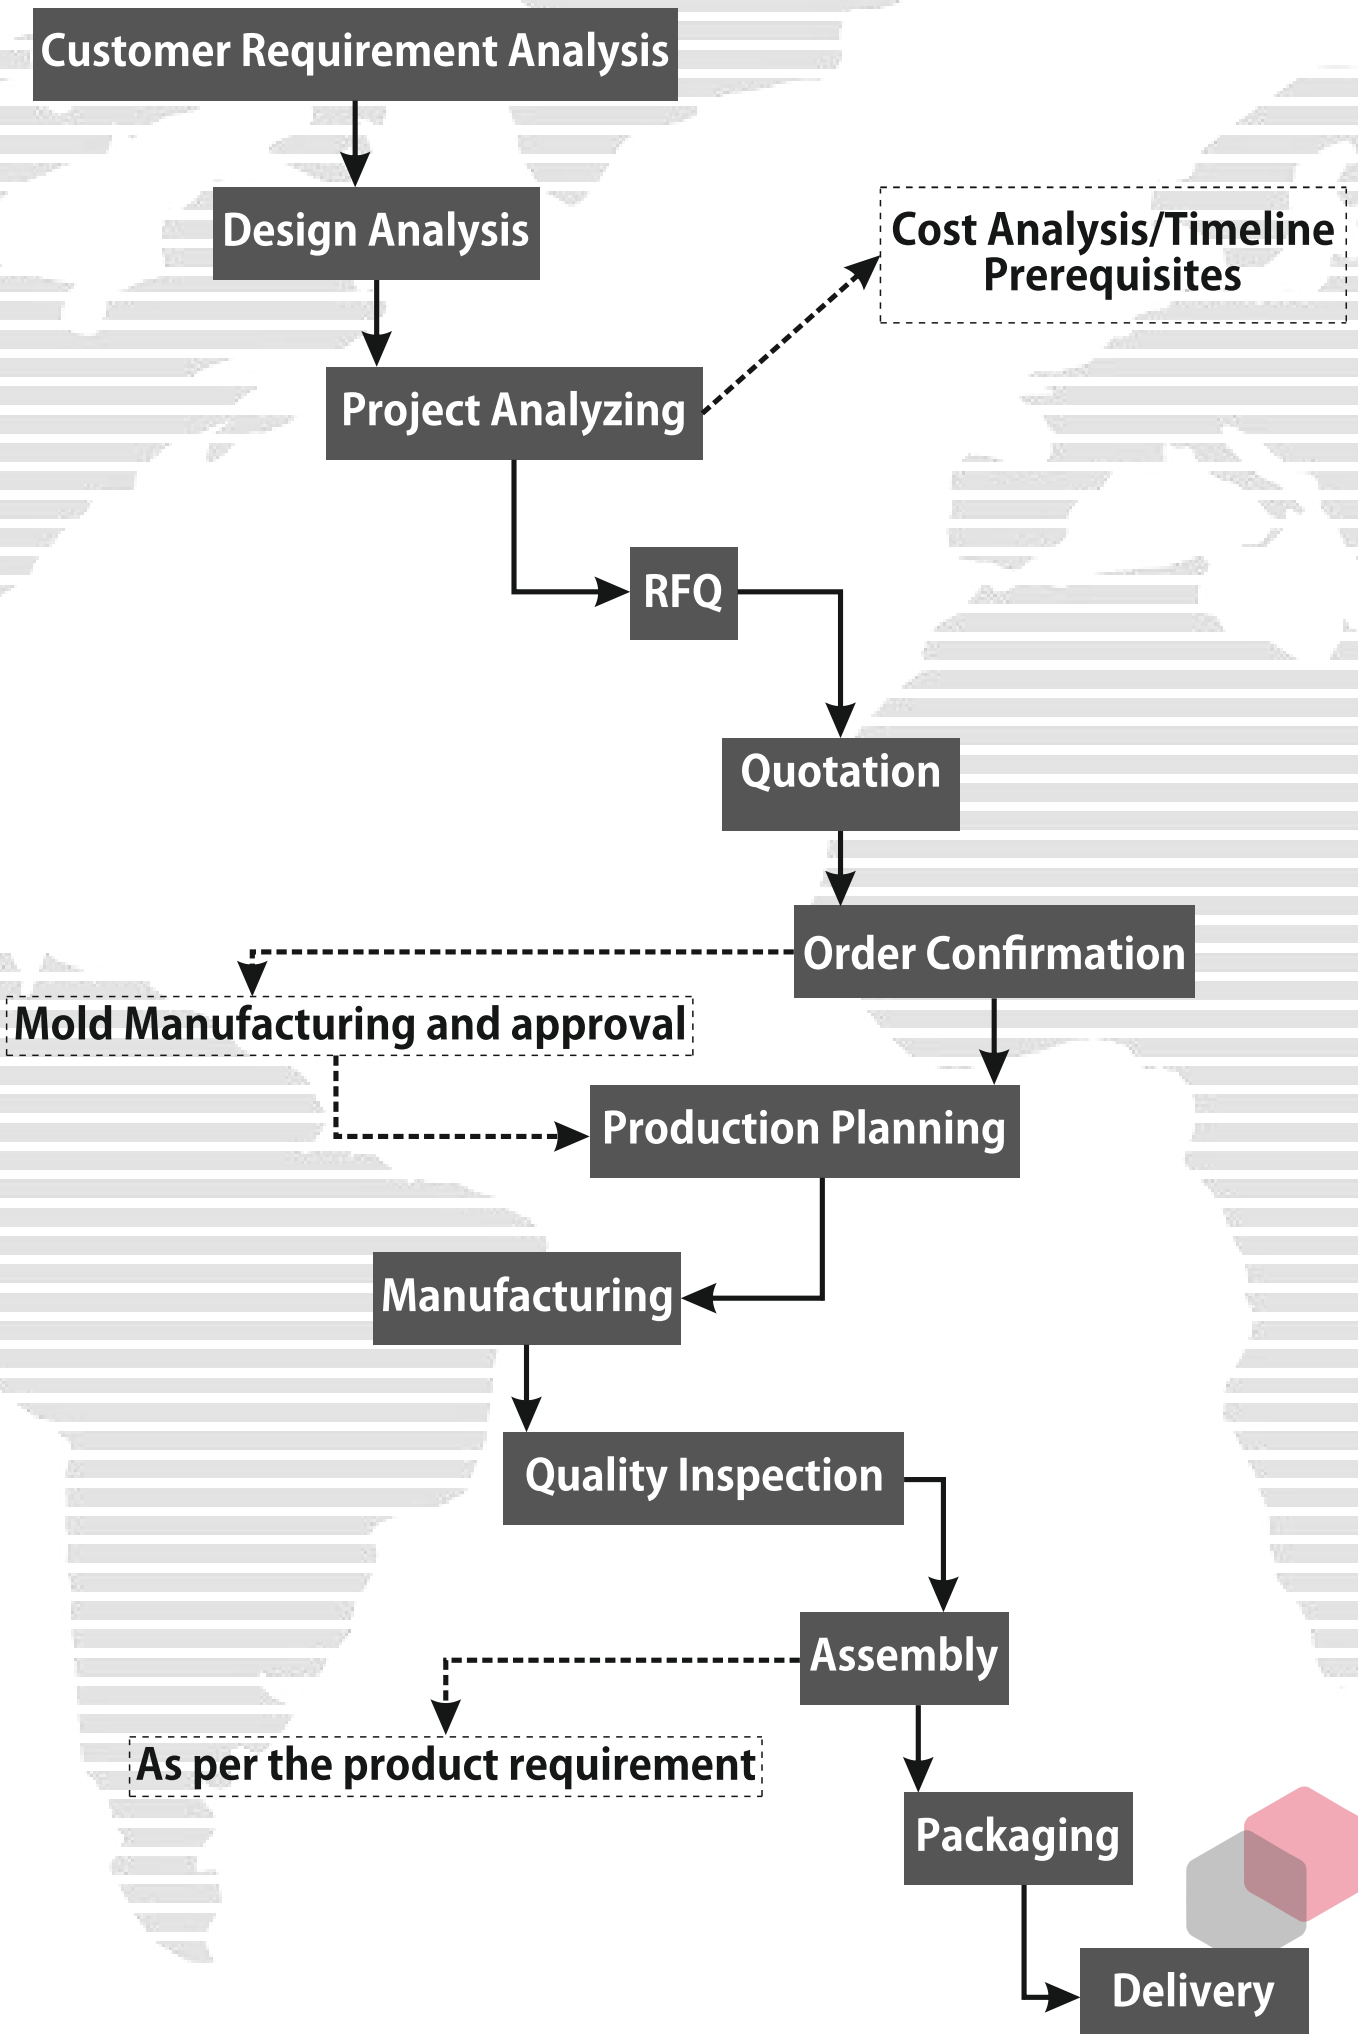 Customer Requirement Analysis
Design Analysis
Cost Analysis/Timeline
Prerequisites
Project Analyzing
RFQ
Quotation
Order Confirmation
Mold Manufacturing and approval
Production Planning
Manufacturing
Quality Inspection
Assembly
As per the product requirement
Packaging
Delivery